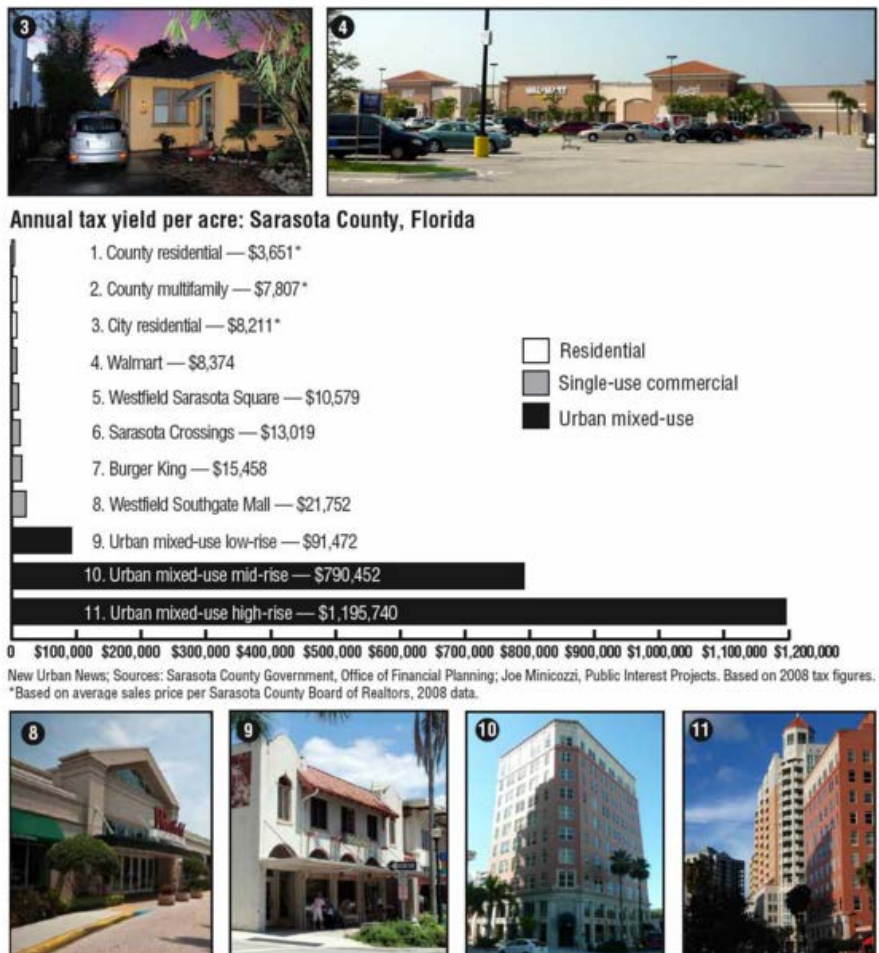 3
4
WAL-MART
Annual tax yield per acre: Sarasota County, Florida
1. County residential — $3,651*
2. County multifamily — $7,807*
3. City residential — $8,211*
4. Walmart — $8,374
5. Westfield Sarasota Square — $10,579
6. Sarasota Crossings — $13,019
7. Burger King — $15,458
8. Westfield Southgate Mall — $21,752
9. Urban mixed-use low-rise — $91,472
10. Urban mixed-use mid-rise — $790,452
11. Urban mixed-use high-rise — $1,195,740
Residential
Single-use commercial
Urban mixed-use
0 $100,000 $200,000 $300,000 $400,000 $500,000 $600,000 $700,000 $800,000 $900,000 $1,000,000 $1,100,000 $1,200,000
New Urban News; Sources: Sarasota County Government, Office of Financial Planning; Joe Minicozzi, Public Interest Projects. Based on 2008 tax figures.
*Based on average sales price per Sarasota County Board of Realtors, 2008 data.
8
9
10
11